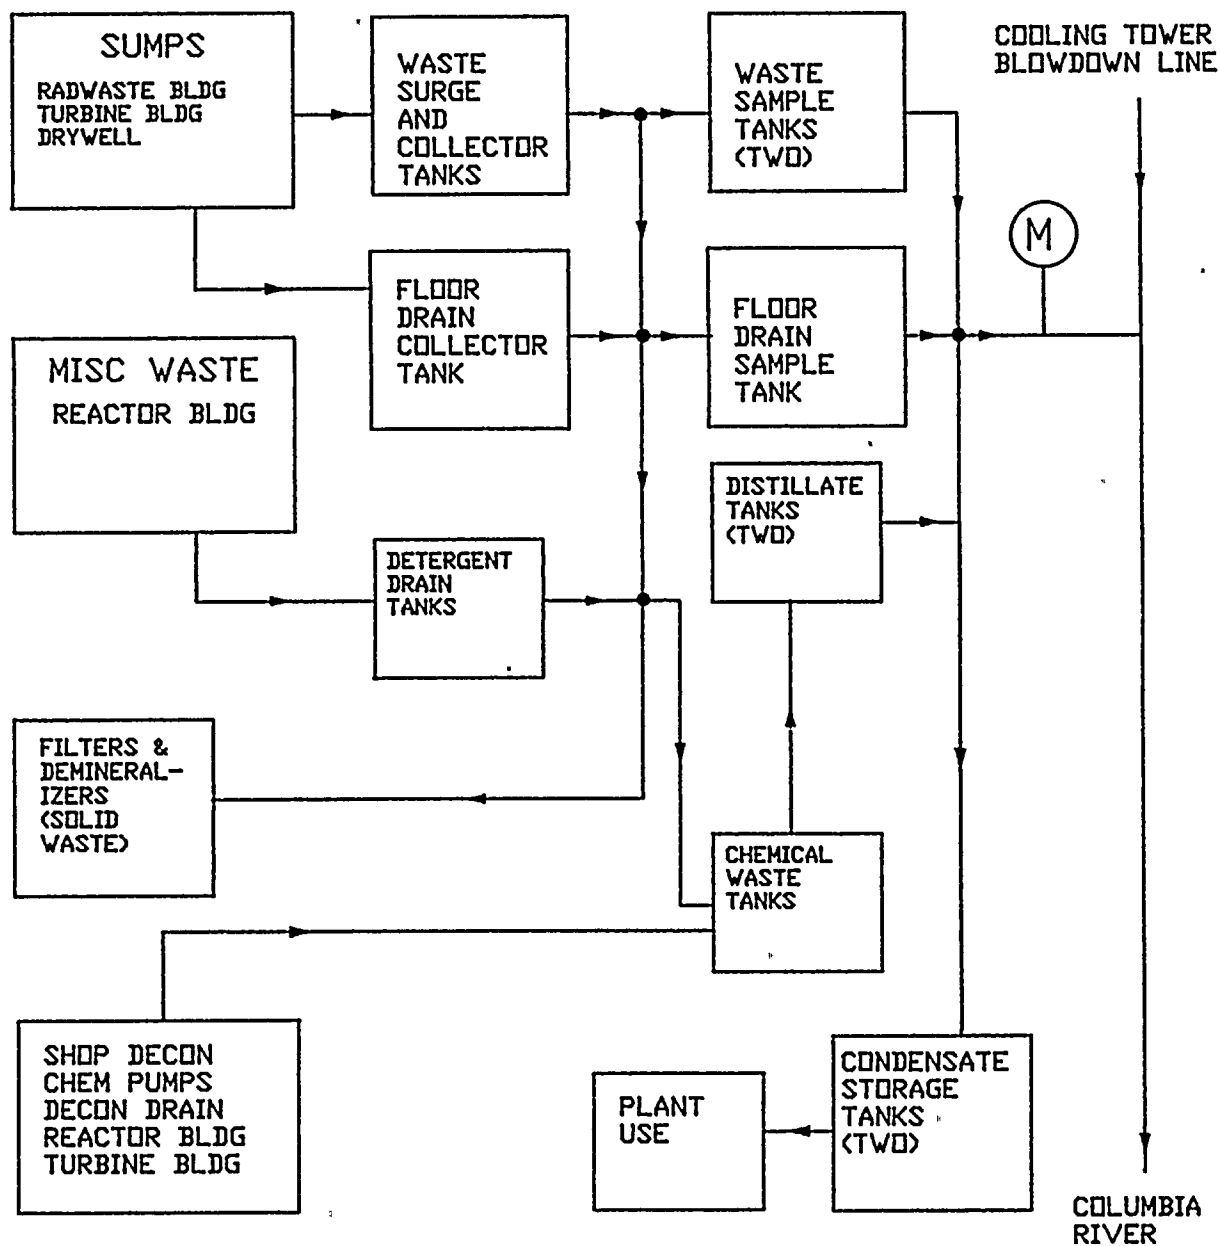 SUMPS
RADWASTE BLDG
TURBINE BLDG
DRYWELL
WASTE
SURGE
AND
COLLECTOR
TANKS
WASTE
SAMPLE
TANKS
(TWO)
COOLING TOWER
BLOWDOWN LINE
M
FLOOR
DRAIN
COLLECTOR
TANK
FLOOR
DRAIN
SAMPLE
TANK
MISC WASTE
REACTOR BLDG
DISTILLATE
TANKS
(TWO)
DETERGENT
DRAIN
TANKS
FILTERS &
DEMINERAL-
IZERS
(SOLID
WASTE)
CHEMICAL
WASTE
TANKS
SHOP DECON
CHEM PUMPS
DECON DRAIN
REACTOR BLDG
TURBINE BLDG
PLANT
USE
CONDENSATE
STORAGE
TANKS
(TWO)
COLUMBIA
RIVER